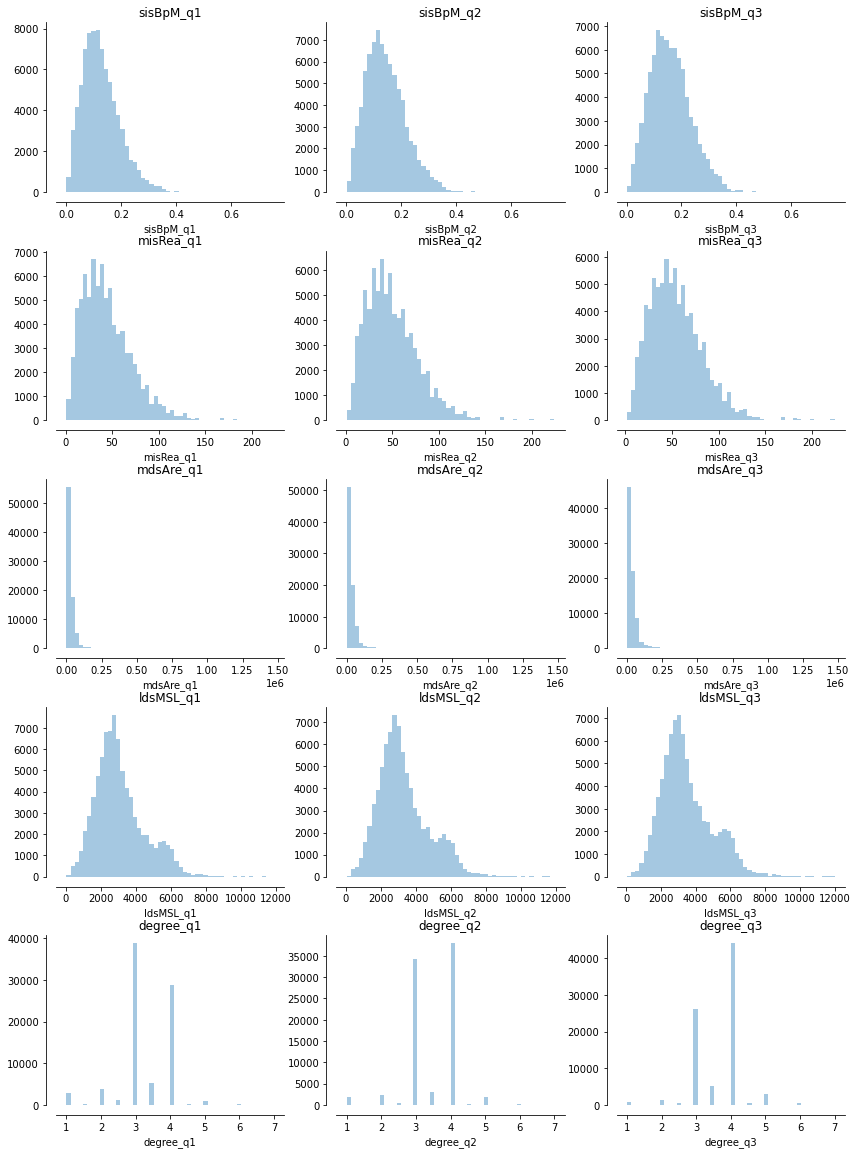 sisBpM_q1 sisBpM_q2 sisBpM_q3
8000 7000 7000
6000 6000 6000
5000 5000
4000 4000 4000
3000 3000
2000 2000 2000
1000 1000
0 0 0
0.0 0.2 0.4 0.6 0.0 0.2 0.4 0.6 0.0 0.2 0.4 0.6
sisBpM_q1 sisBpM_q2 sisBpM_q3
misRea_q1 misRea_q2 misRea_q3
7000 6000 6000
6000 5000 5000
5000 4000 4000
4000 3000 3000
3000 2000 2000
2000 1000 1000
1000 0 0
0
0 50 100 150 200 0 50 100 150 200 0 50 100 150 200
misRea_q1 misRea_q2 misRea_q3
mdsAre_q1 mdsAre_q2 mdsAre_q3
50000 50000 40000
40000 40000 30000
30000 30000 20000
20000 20000 10000
10000 10000 0
0 0
0.00 0.25 0.50 0.75 1.00 1.25 1.50 0.00 0.25 0.50 0.75 1.00 1.25 1.50 0.00 0.25 0.50 0.75 1.00 1.25 1.50
mdsAre_q1 1e6 mdsAre_q2 1e6 mdsAre_q3 1e6
ldsMSL_q1 ldsMSL_q2 ldsMSL_q3
7000 7000 7000
6000 6000 6000
5000 5000 5000
4000 4000 4000
3000 3000 3000
2000 2000 2000
1000 1000 1000
0 0 0
0 2000 4000 6000 8000 10000 12000 0 2000 4000 6000 8000 10000 12000 0 2000 4000 6000 8000 10000 12000
ldsMSL_q1 ldsMSL_q2 ldsMSL_q3
degree_q1 degree_q2 degree_q3
40000 35000 40000
30000 30000 30000
20000 25000 20000
10000 20000 10000
0 15000 0
10000
5000
0
1 2 3 4 5 6 7 1 2 3 4 5 6 7 1 2 3 4 5 6 7
degree_q1 degree_q2 degree_q3